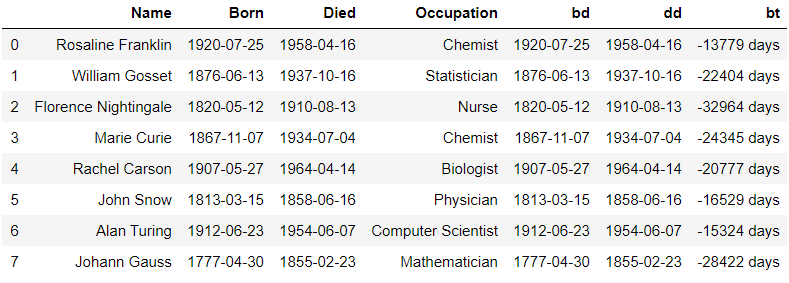 Name Born Died Occupation bd dd bt
0 Rosaline Franklin 1920-07-25 1958-04-16 Chemist 1920-07-25 1958-04-16 -13779 days
1 William Gosset 1876-06-13 1937-10-16 Statistician 1876-06-13 1937-10-16 -22404 days
2 Florence Nightingale 1820-05-12 1910-08-13 Nurse 1820-05-12 1910-08-13 -32964 days
3 Marie Curie 1867-11-07 1934-07-04 Chemist 1867-11-07 1934-07-04 -24345 days
4 Rachel Carson 1907-05-27 1964-04-14 Biologist 1907-05-27 1964-04-14 -20777 days
5 John Snow 1813-03-15 1858-06-16 Physician 1813-03-15 1858-06-16 -16529 days
6 Alan Turing 1912-06-23 1954-06-07 Computer Scientist 1912-06-23 1954-06-07 -15324 days
7 Johann Gauss 1777-04-30 1855-02-23 Mathematician 1777-04-30 1855-02-23 -28422 days